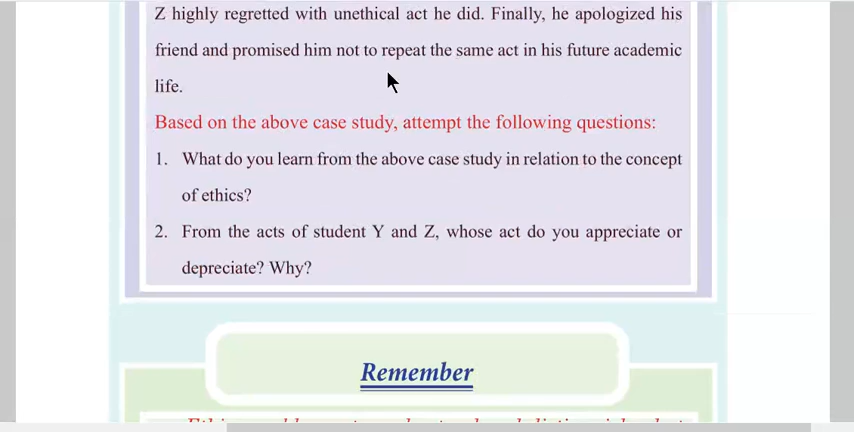 Z highly regretted with unethical act he did. Finally, he apologized his
friend and promised him not to repeat the same act in his future academic
life.
Based on the above case study, attempt the following questions:
1. What do you learn from the above case study in relation to the concept
of ethics?
2. From the acts of student Y and Z, whose act do you appreciate or
depreciate? Why?
Remember